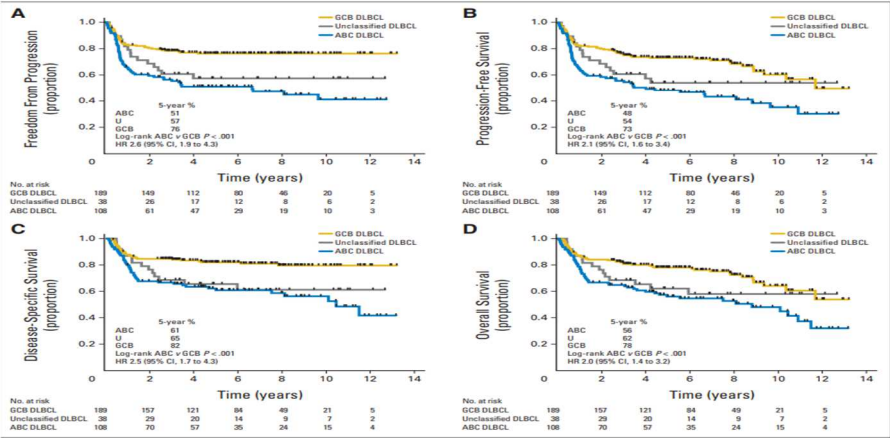 A
Freedom From Progression
(proportion)
1.0
0.8
0.6
0.4
0.2
0
2
4
6
8
10
12
14
GCB DLBCL
Unclassified DLBCL
ABC DLBCL
5-year %
ABC 51
U 57
GCB 76
Log-rank ABC v GCB P < .001
HR 2.6 (95% CI, 1.9 to 4.3)
Time (years)
No. at risk
GCB DLBCL 189 149 112 80 46 20 5
Unclassified DLBCL 38 26 17 12 8 6 2
ABC DLBCL 108 61 47 29 19 10 3
B
Progression-Free Survival
(proportion)
1.0
0.8
0.6
0.4
0.2
0
2
4
6
8
10
12
14
GCB DLBCL
Unclassified DLBCL
ABC DLBCL
5-year %
ABC 48
U 54
GCB 73
Log-rank ABC v GCB P < .001
HR 2.1 (95% CI, 1.6 to 3.4)
Time (years)
No. at risk
GCB DLBCL 189 149 112 80 46 20 5
Unclassified DLBCL 38 26 17 12 8 6 2
ABC DLBCL 108 61 47 29 19 10 3
C
Disease-Specific Survival
(proportion)
1.0
0.8
0.6
0.4
0.2
0
2
4
6
8
10
12
14
GCB DLBCL
Unclassified DLBCL
ABC DLBCL
5-year %
ABC 61
U 65
GCB 82
Log-rank ABC v GCB P < .001
HR 2.5 (95% CI, 1.7 to 4.3)
Time (years)
No. at risk
GCB DLBCL 189 157 121 84 49 21 5
Unclassified DLBCL 38 29 20 14 9 7 2
ABC DLBCL 108 70 57 35 24 15 4
D
Overall Survival
(proportion)
1.0
0.8
0.6
0.4
0.2
0
2
4
6
8
10
12
14
GCB DLBCL
Unclassified DLBCL
ABC DLBCL
5-year %
ABC 56
U 62
GCB 78
Log-rank ABC v GCB P < .001
HR 2.0 (95% CI, 1.4 to 3.2)
Time (years)
No. at risk
GCB DLBCL 189 157 121 84 49 21 5
Unclassified DLBCL 38 29 20 14 9 7 2
ABC DLBCL 108 70 57 35 24 15 4